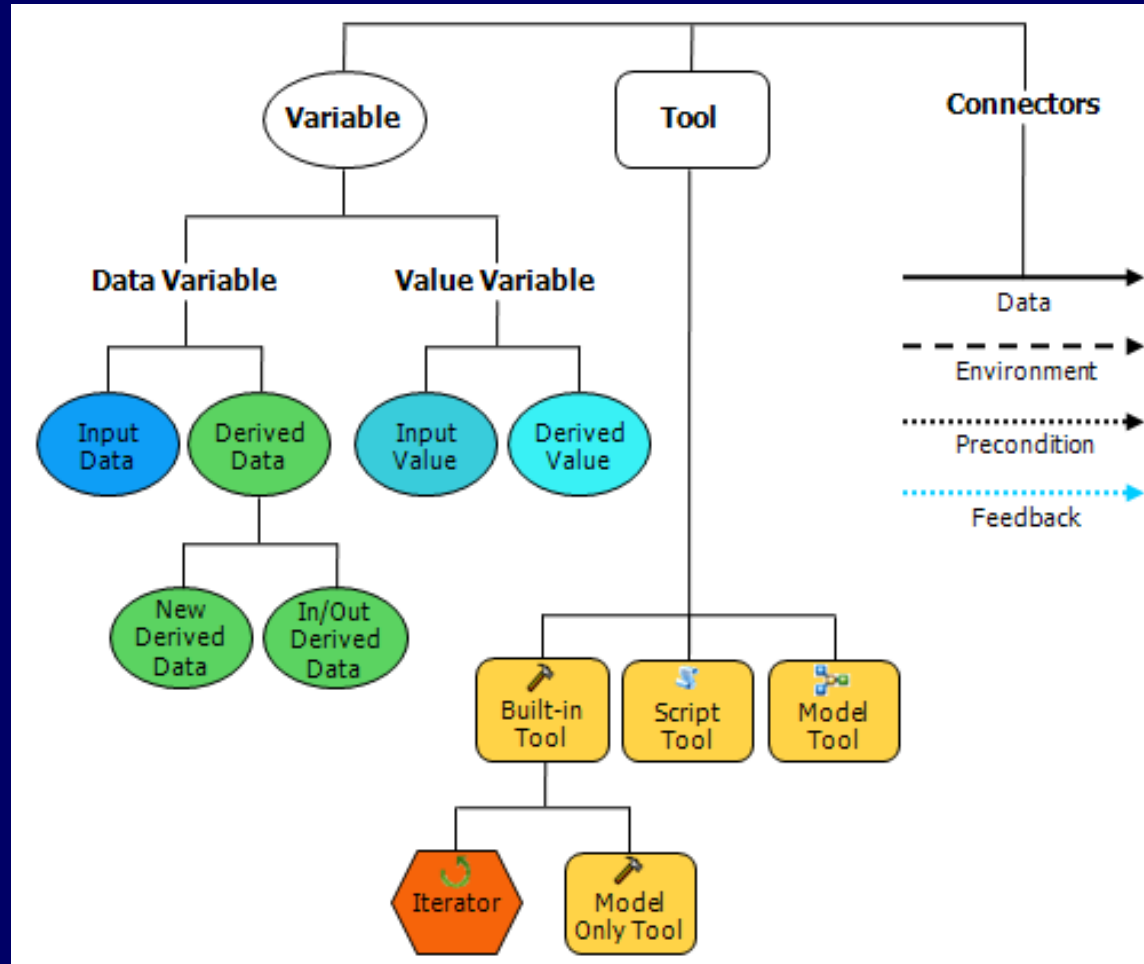 Variable
Tool
Connectors
Data Variable
Value Variable
Data
Environment
Precondition
Feedback
Input
Data
Derived
Data
Input
Value
Derived
Value
New
Derived
Data
In/Out
Derived
Data
Built-in
Tool
Script
Tool
Model
Tool
Iterator
Model
Only Tool